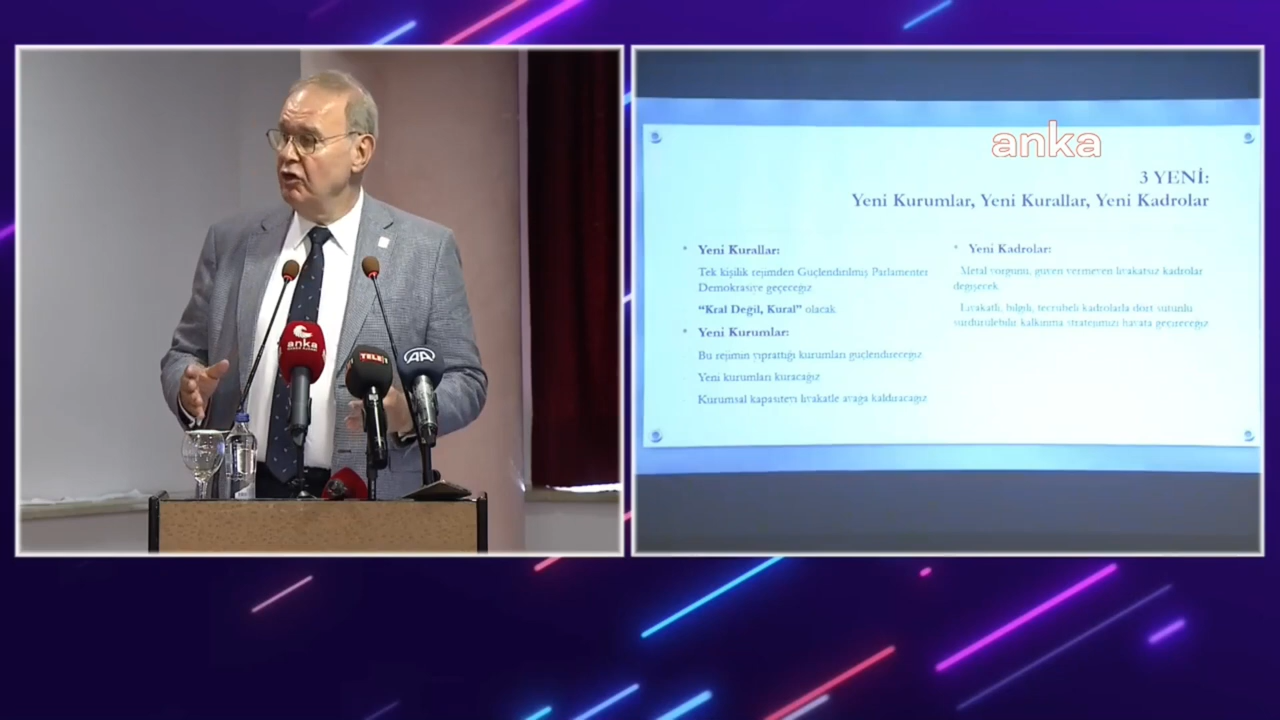 anka
3 YENİ:
Yeni Kurumlar, Yeni Kurallar, Yeni Kadrolar
Yeni Kurallar:
Tek kişilik rejimden Güçlendirilmiş Parlamenter
Demokrasiye geçeceğiz
“Kral Değil, Kural” olacak
Yeni Kurumlar:
Bu rejimin yıprattığı kurumları güçlendireceğiz
Yeni kurumları kuracağız
Kurumsal kapasiteyi liyakatle ayağa kaldıracağız
Yeni Kadrolar:
Metal yorgunu, güven vermeyen liyakatsız kadrolar
değişecek
Liyakatli, bilgili, tecrübeli kadrolarla dört sütunlu
sürdürülebilir kalkınma stratejimizi hayata geçireceğiz
anka
TELE1
AA